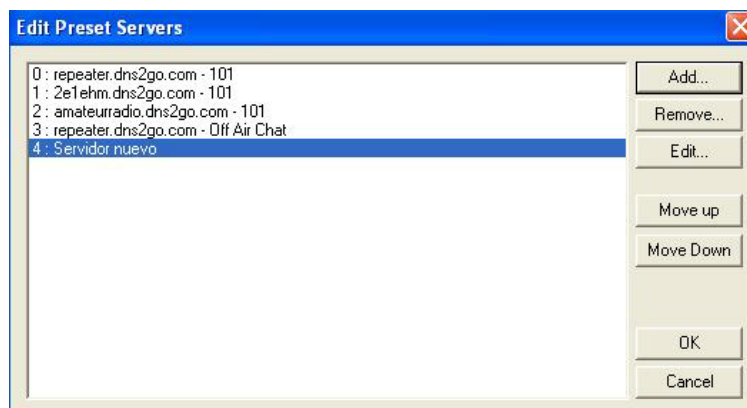 Edit Preset Servers
0 : repeater.dns2go.com - 101
1 : 2e1ehm.dns2go.com - 101
2 : amateurradio.dns2go.com - 101
3 : repeater.dns2go.com - Off Air Chat
4 : Servidor nuevo
Add...
Remove...
Edit...
Move up
Move Down
OK
Cancel